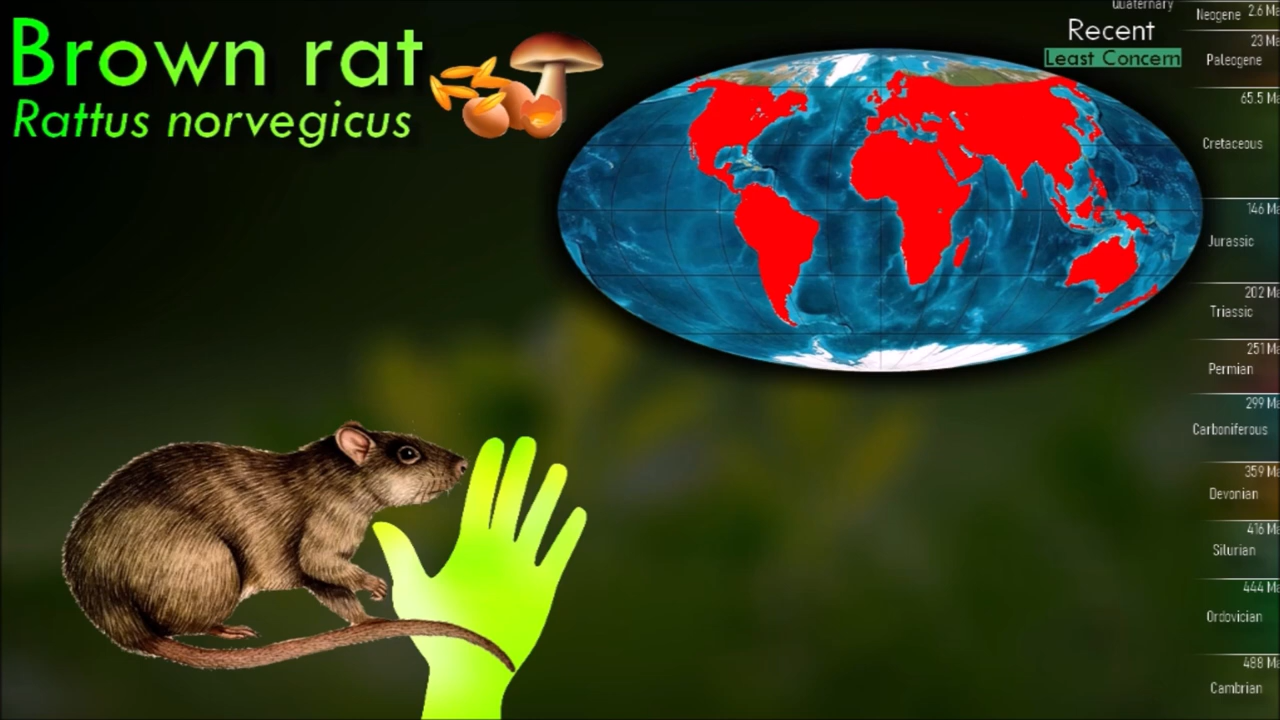 Brown rat
Rattus norvegicus
Quaternary
Recent
Least Concern
Neogene 2.6 Ma
23 Ma
Paleogene
65.5 Ma
Cretaceous
146 Ma
Jurassic
202 Ma
Triassic
251 Ma
Permian
299 Ma
Carboniferous
359 Ma
Devonian
416 Ma
Silurian
444 Ma
Ordovician
488 Ma
Cambrian